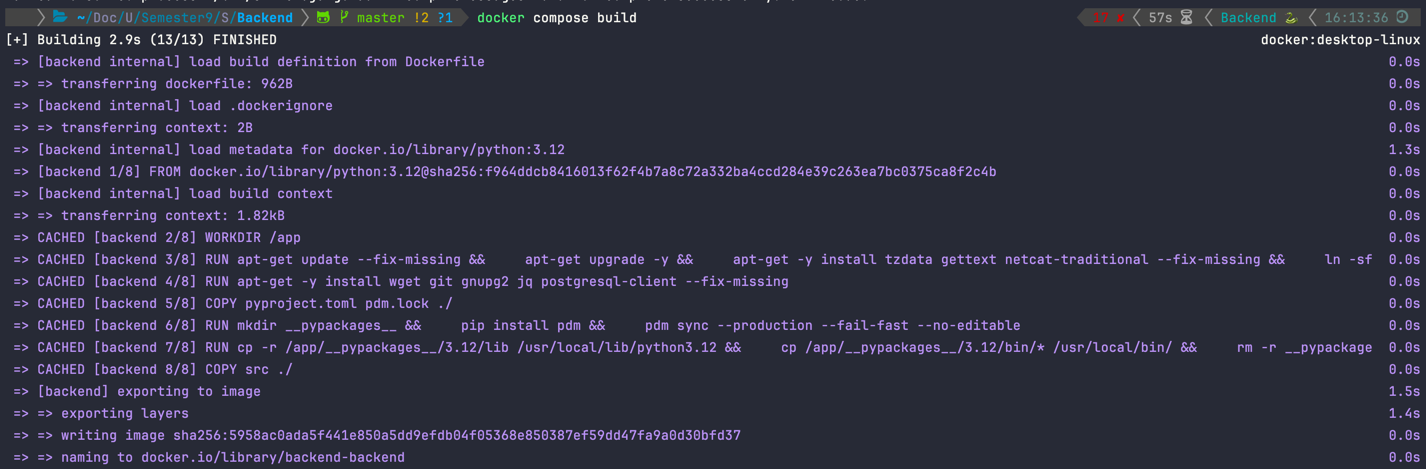 ~/Doc/U/Semester9/S/Backend master !2 ?1 docker compose build 57s Backend 16:13:36
[+] Building 2.9s (13/13) FINISHED docker:desktop-linux
=> [backend internal] load build definition from Dockerfile 0.0s
=> => transferring dockerfile: 962B 0.0s
=> [backend internal] load .dockerignore 0.0s
=> => transferring context: 2B 0.0s
=> [backend internal] load metadata for docker.io/library/python:3.12 1.3s
=> [backend 1/8] FROM docker.io/library/python:3.12@sha256:f964ddcb8416013f62f4b7a8c72a332ba4ccd284e39c263ea7bc0375ca8f2c4b 0.0s
=> [backend internal] load build context 0.0s
=> => transferring context: 1.82kB 0.0s
=> CACHED [backend 2/8] WORKDIR /app 0.0s
=> CACHED [backend 3/8] RUN apt-get update --fix-missing && apt-get upgrade -y && apt-get -y install tzdata gettext netcat-traditional --fix-missing && ln -sf 0.0s
=> CACHED [backend 4/8] RUN apt-get -y install wget git gnupg2 jq postgresql-client --fix-missing 0.0s
=> CACHED [backend 5/8] COPY pyproject.toml pdm.lock ./ 0.0s
=> CACHED [backend 6/8] RUN mkdir __pypackages__ && pip install pdm && pdm sync --production --fail-fast --no-editable 0.0s
=> CACHED [backend 7/8] RUN cp -r /app/__pypackages__/3.12/lib /usr/local/lib/python3.12 && cp /app/__pypackages__/3.12/bin/* /usr/local/bin/ && rm -r __pypackage 0.0s
=> CACHED [backend 8/8] COPY src ./ 0.0s
=> [backend] exporting to image 1.5s
=> => exporting layers 1.4s
=> => writing image sha256:5958ac0ada5f441e850a5dd9efdb04f05368e850387ef59dd47fa9a0d30bfd37 0.0s
=> => naming to docker.io/library/backend-backend 0.0s